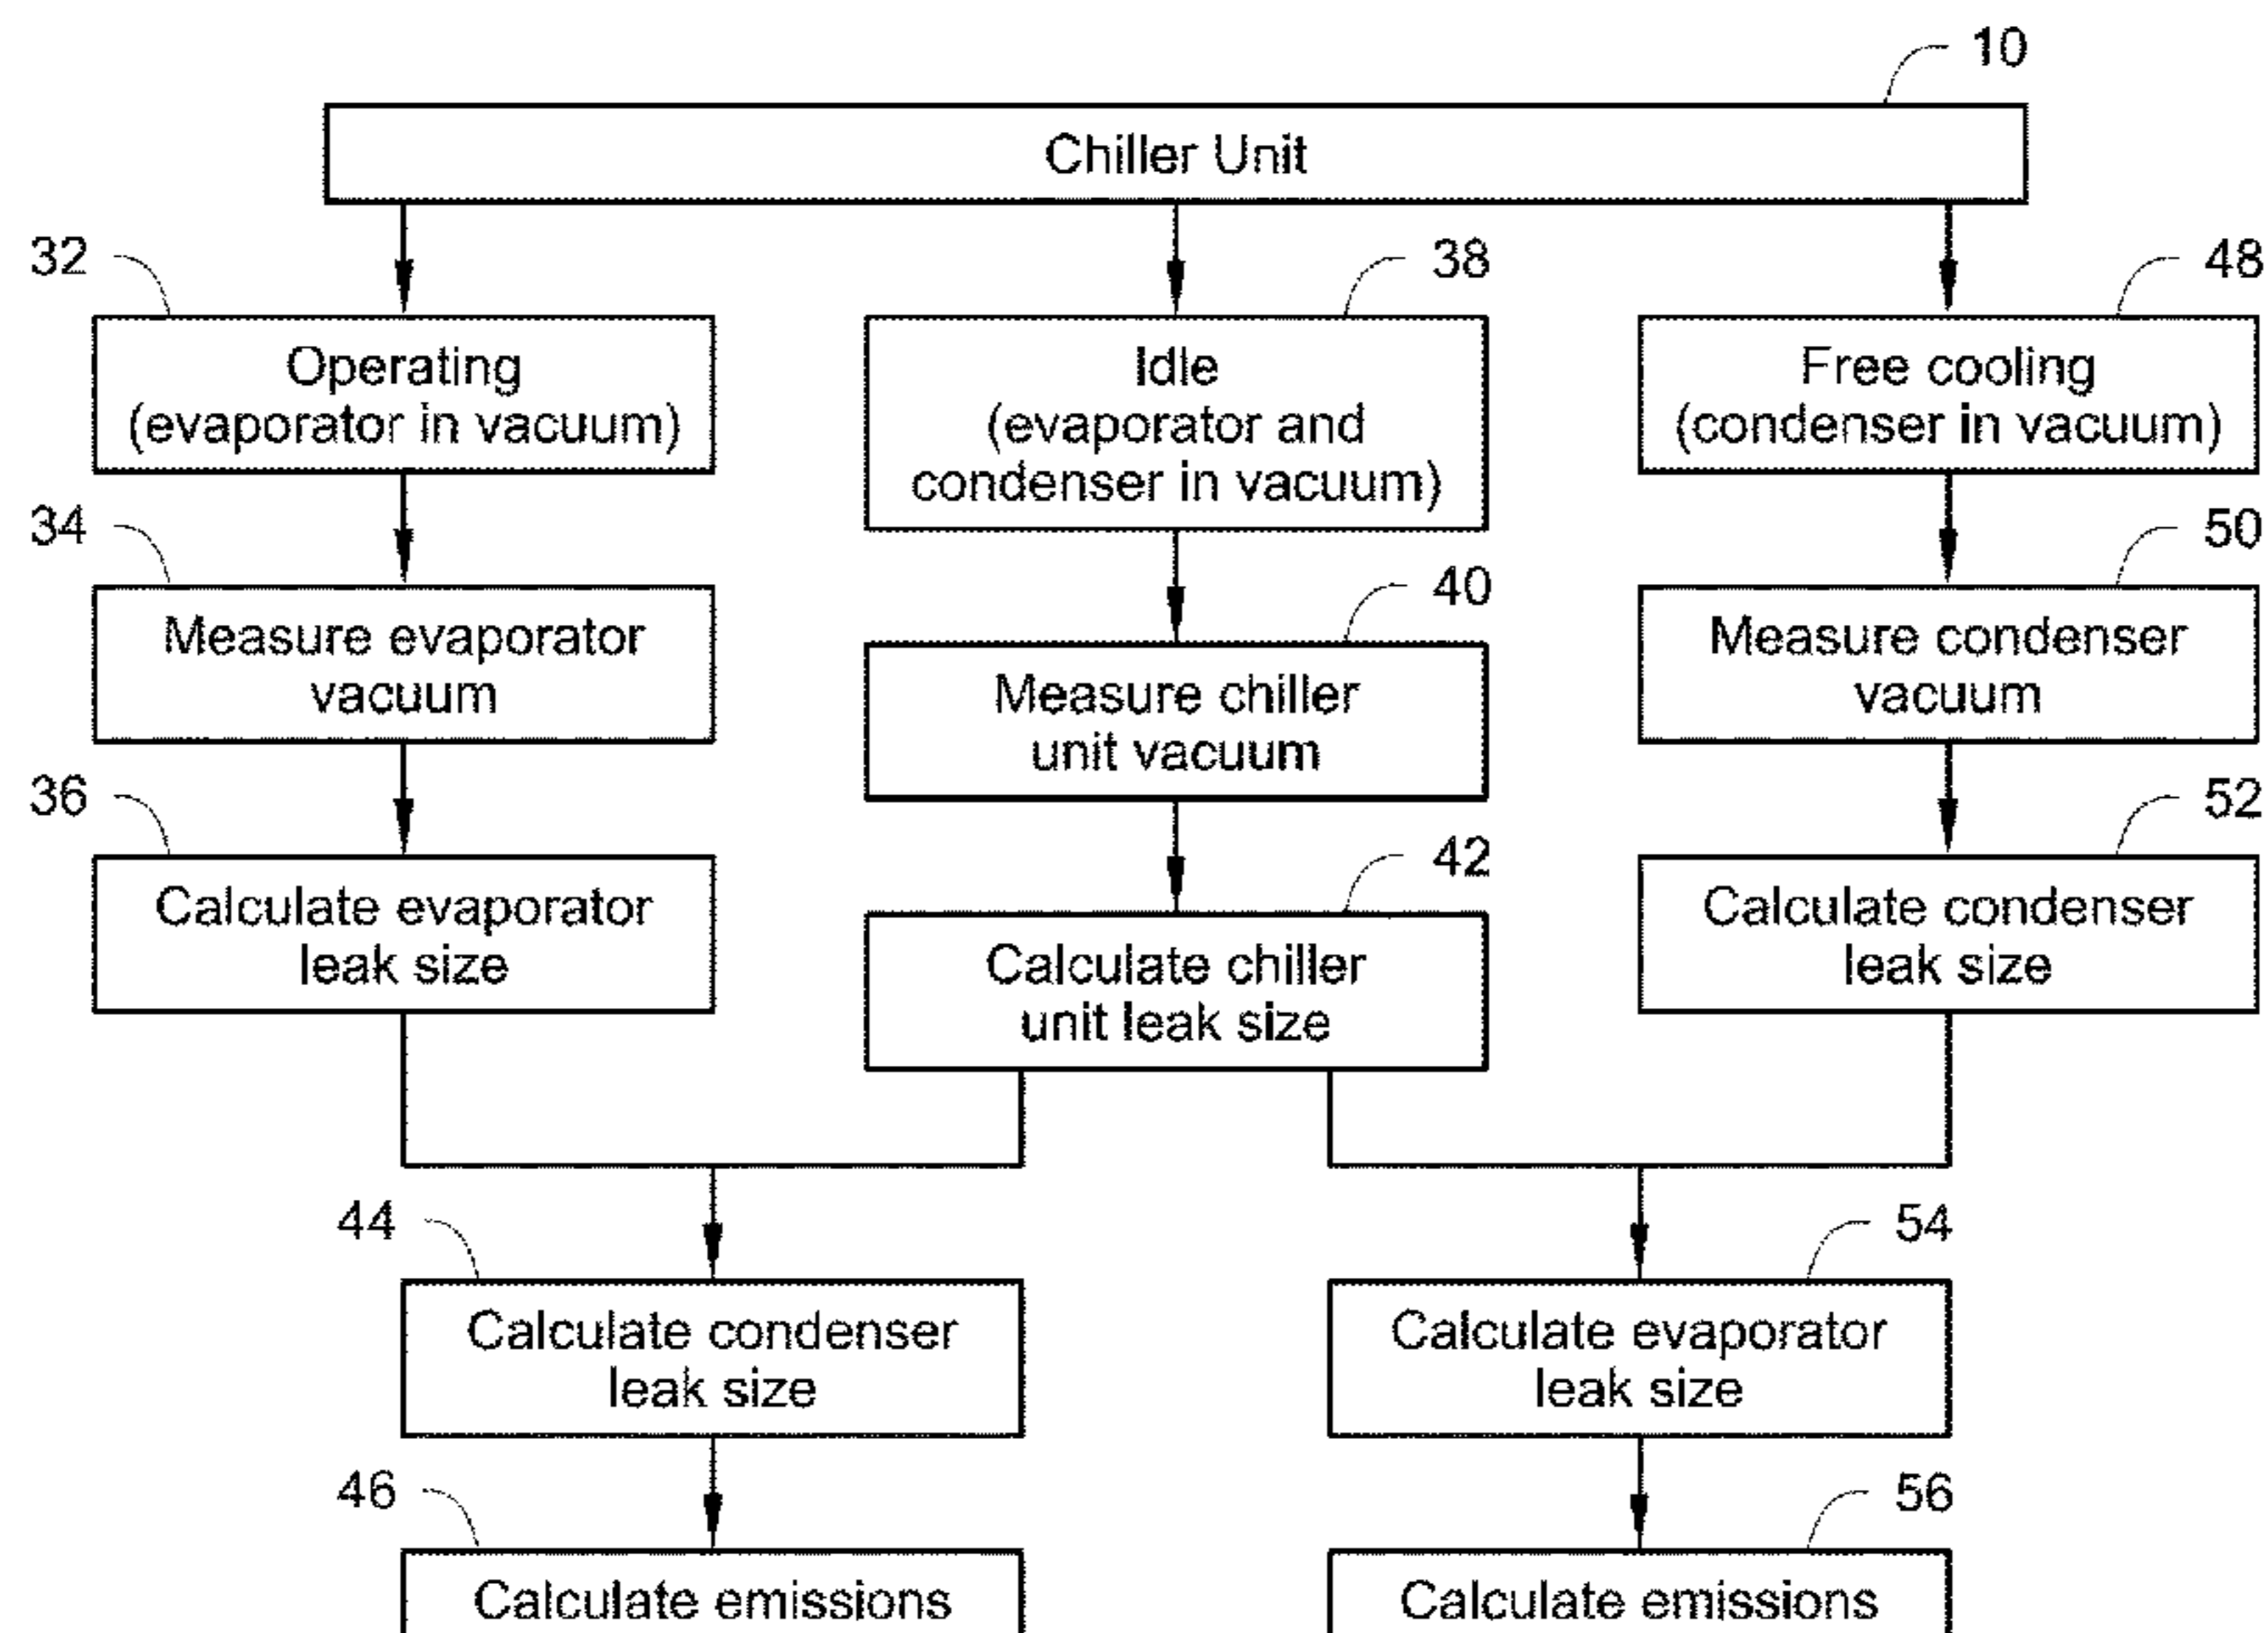 10
Chiller Unit
32
38
48
Operating
(evaporator in vacuum)
Idle
(evaporator and
condenser in vacuum)
Free cooling
(condenser in vacuum)
34
40
50
Measure evaporator
vacuum
Measure chiller
unit vacuum
Measure condenser
vacuum
36
42
52
Calculate evaporator
leak size
Calculate chiller
unit leak size
Calculate condenser
leak size
44
54
Calculate condenser
leak size
Calculate evaporator
leak size
46
56
Calculate emissions
Calculate emissions